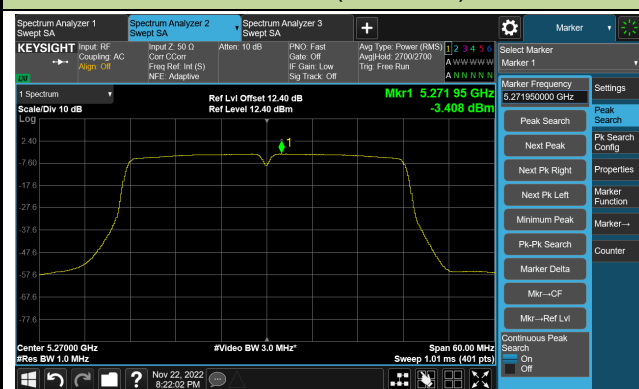 Spectrum Analyzer 1
Swept SA
Spectrum Analyzer 2
Swept SA
Spectrum Analyzer 3
Swept SA
+
Marker
KEYSIGHT
Input: RF
Coupling: AC
Align: Off
Input Z: 50 Ω
Corr CCorr
Freq Ref: Int (S)
NFE: Adaptive
Atten: 10 dB
PNO: Fast
Gate: Off
IF Gain: Low
Sig Track: Off
Avg Type: Power (RMS)
Avg|Hold: 2700/2700
Trig: Free Run
1 2 3 4 5 6
A W W W W W
A N N N N N
LXI
Select Marker
Marker 1
1 Spectrum
Scale/Div 10 dB
Log
Ref Lvl Offset 12.40 dB
Ref Level 12.40 dBm
Mkr1 5.271 95 GHz
-3.408 dBm
1
2.40
-7.60
-17.6
-27.6
-37.6
-47.6
-57.6
-67.6
-77.6
Center 5.27000 GHz
#Res BW 1.0 MHz
#Video BW 3.0 MHz*
Span 60.00 MHz
Sweep 1.01 ms (401 pts)
Marker Frequency
5.271950000 GHz
Peak Search
Next Peak
Next Pk Right
Next Pk Left
Minimum Peak
Pk-Pk Search
Marker Delta
Mkr→CF
Mkr→Ref Lvl
Continuous Peak
Search
On
Off
Settings
Peak
Search
Pk Search
Config
Properties
Marker
Function
Marker→
Counter
?
Nov 22, 2022
8:22:02 PM